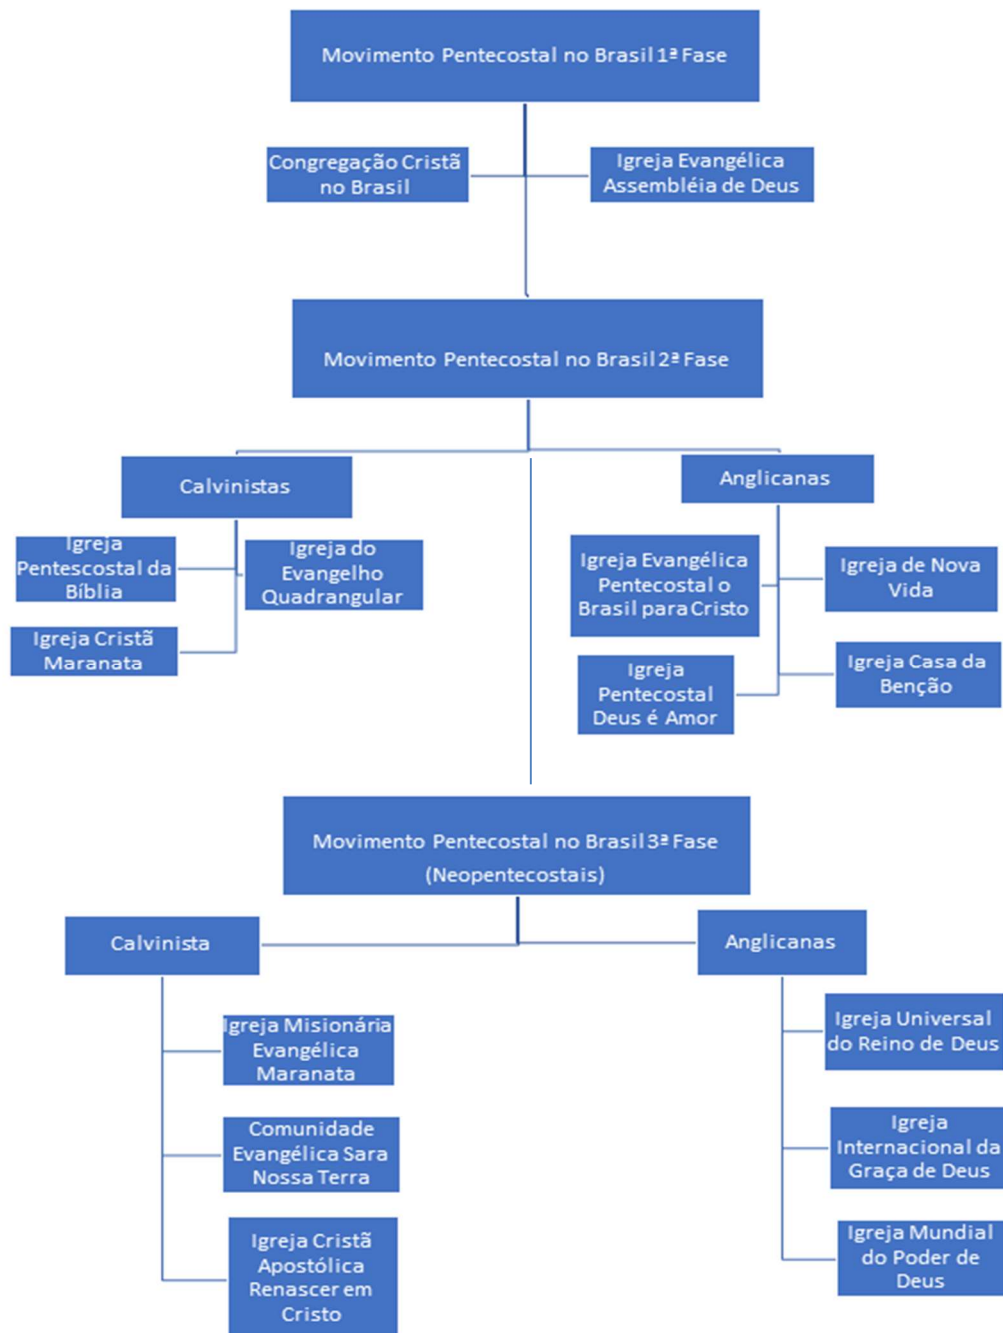 Movimento Pentecostal no Brasil 1ª Fase
Congregação Cristã
no Brasil
Igreja Evangélica
Assembléia de Deus
Movimento Pentecostal no Brasil 2ª Fase
Calvinistas
Anglicanas
Igreja
Pentescostal da
Bíblia
Igreja do
Evangelho
Quadrangular
Igreja Cristã
Maranata
Igreja Evangélica
Pentecostal o
Brasil para Cristo
Igreja de Nova
Vida
Igreja
Pentecostal
Deus é Amor
Igreja Casa da
Benção
Movimento Pentecostal no Brasil 3ª Fase
(Neopentecostais)
Calvinista
Anglicanas
Igreja Misionária
Evangélica
Maranata
Comunidade
Evangélica Sara
Nossa Terra
Igreja Cristã
Apostólica
Renascer em
Cristo
Igreja Universal
do Reino de Deus
Igreja
Internacional da
Graça de Deus
Igreja Mundial
do Poder de
Deus